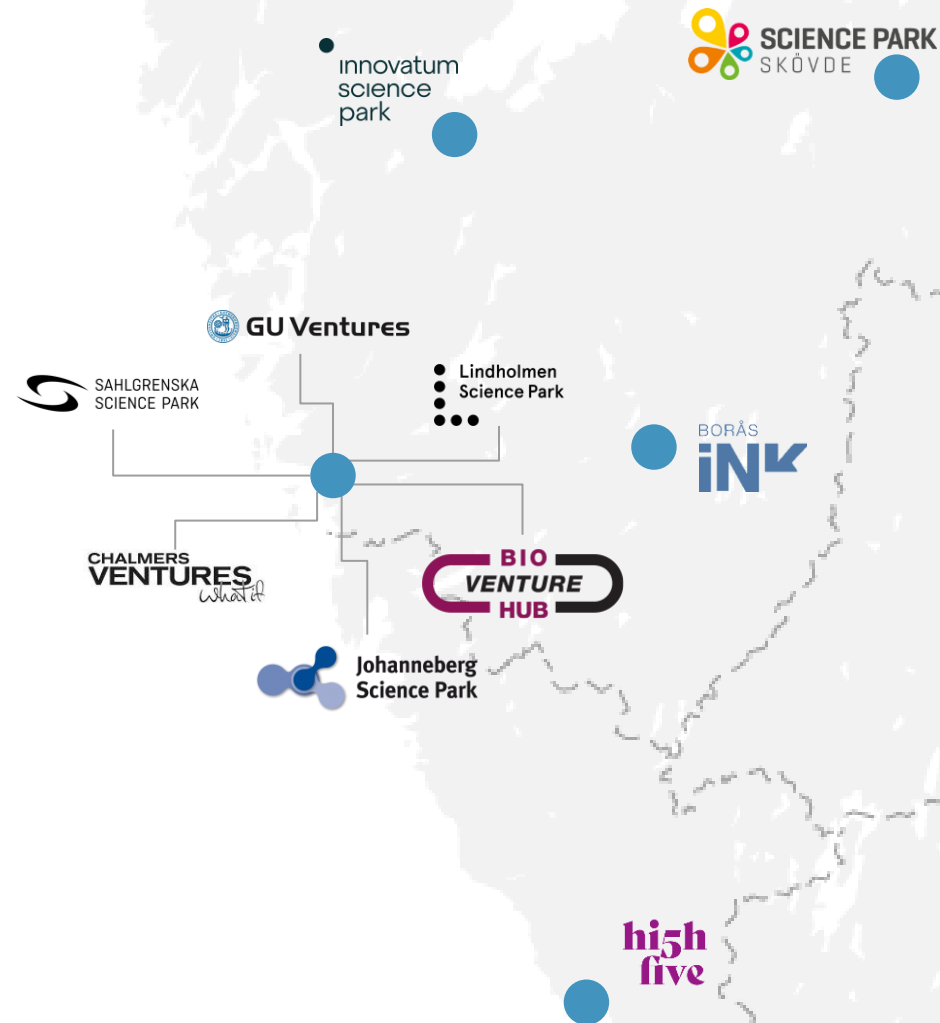 SCIENCE PARK
SKÖVDE
innovatum
science
park
GU Ventures
SAHLGRENSKA
SCIENCE PARK
Lindholmen
Science Park
BORÅS
INK
CHALMERS
VENTURES
what if
BIO
VENTURE
HUB
Johanneberg
Science Park
hi5h
five